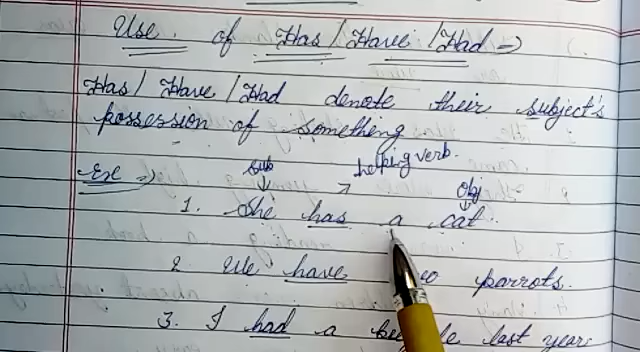 Use of Has / Have / Had ⇒
Has / Have / Had denote their subject's
possession of something
helping verb.
Ex ⇒ sub obj
1. She has a cat.
2. We have parrots.
3. I had a last year.